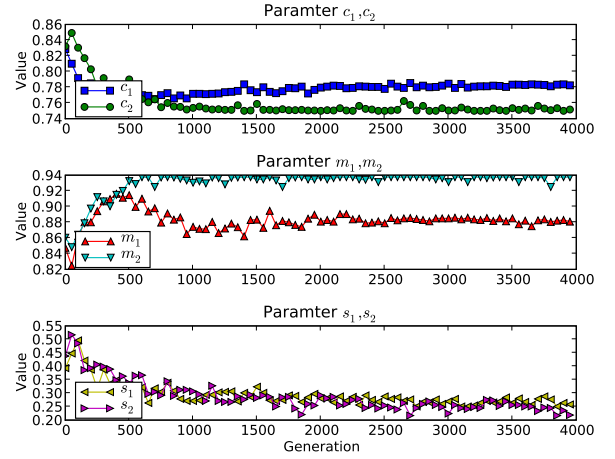 Paramter c₁,c₂
0.86
0.84
0.82
0.80
0.78
0.76
0.74
Value
c₁
c₂
0 500 1000 1500 2000 2500 3000 3500 4000
Paramter m₁,m₂
0.94
0.92
0.90
0.88
0.86
0.84
0.82
Value
m₁
m₂
0 500 1000 1500 2000 2500 3000 3500 4000
Paramter s₁,s₂
0.55
0.50
0.45
0.40
0.35
0.30
0.25
0.20
Value
s₁
s₂
0 500 1000 1500 2000 2500 3000 3500 4000
Generation